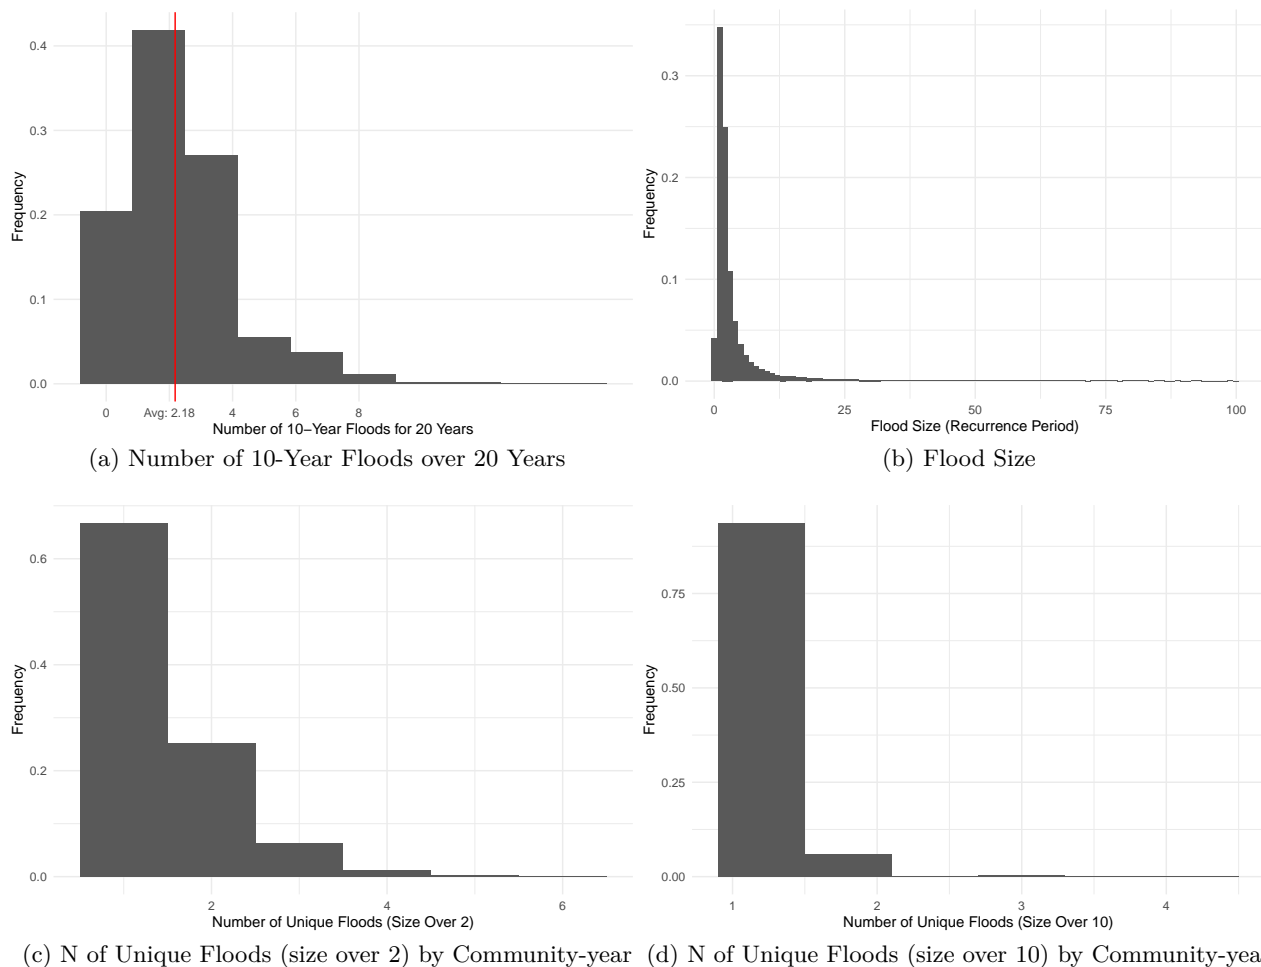 0.4
0.3
0.2
0.1
0.0
Frequency
0 Avg: 2.18 4 6 8
Number of 10−Year Floods for 20 Years
(a) Number of 10-Year Floods over 20 Years
0.3
0.2
0.1
0.0
Frequency
0 25 50 75 100
Flood Size (Recurrence Period)
(b) Flood Size
0.6
0.4
0.2
0.0
Frequency
2 4 6
Number of Unique Floods (Size Over 2)
(c) N of Unique Floods (size over 2) by Community-year
0.75
0.50
0.25
0.00
Frequency
1 2 3 4
Number of Unique Floods (Size Over 10)
(d) N of Unique Floods (size over 10) by Community-yea